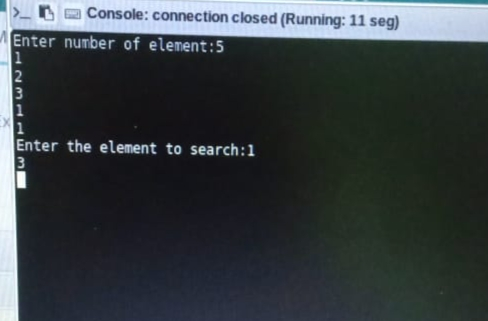 Console: connection closed (Running: 11 seg)
Enter number of element:5
1
2
3
1
1
Enter the element to search:1
3